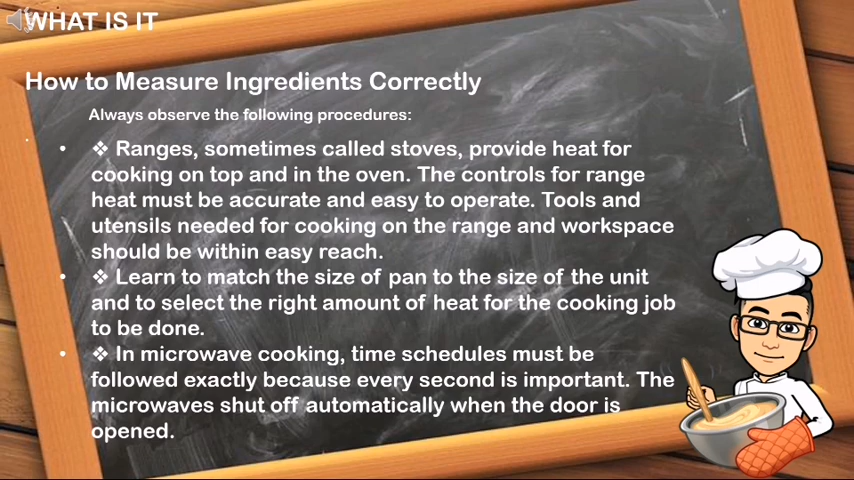 WHAT IS IT
How to Measure Ingredients Correctly
Always observe the following procedures:
• ❖ Ranges, sometimes called stoves, provide heat for
cooking on top and in the oven. The controls for range
heat must be accurate and easy to operate. Tools and
utensils needed for cooking on the range and workspace
should be within easy reach.
• ❖ Learn to match the size of pan to the size of the unit
and to select the right amount of heat for the cooking job
to be done.
• ❖ In microwave cooking, time schedules must be
followed exactly because every second is important. The
microwaves shut off automatically when the door is
opened.